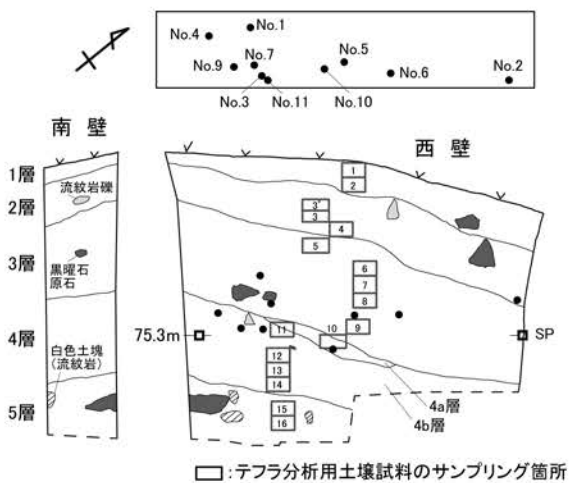 No.1
No.4
No.7
No.5
No.9
No.6
No.2
No.3
No.11
No.10
南壁
西壁
1層
流紋岩礫
2層
3層
黒曜石
原石
4層
白色土塊
(流紋岩)
5層
1
2
3'
3
4
5
6
7
8
9
10
11
12
13
14
15
16
75.3m
SP
4a層
4b層
:テフラ分析用土壌試料のサンプリング箇所